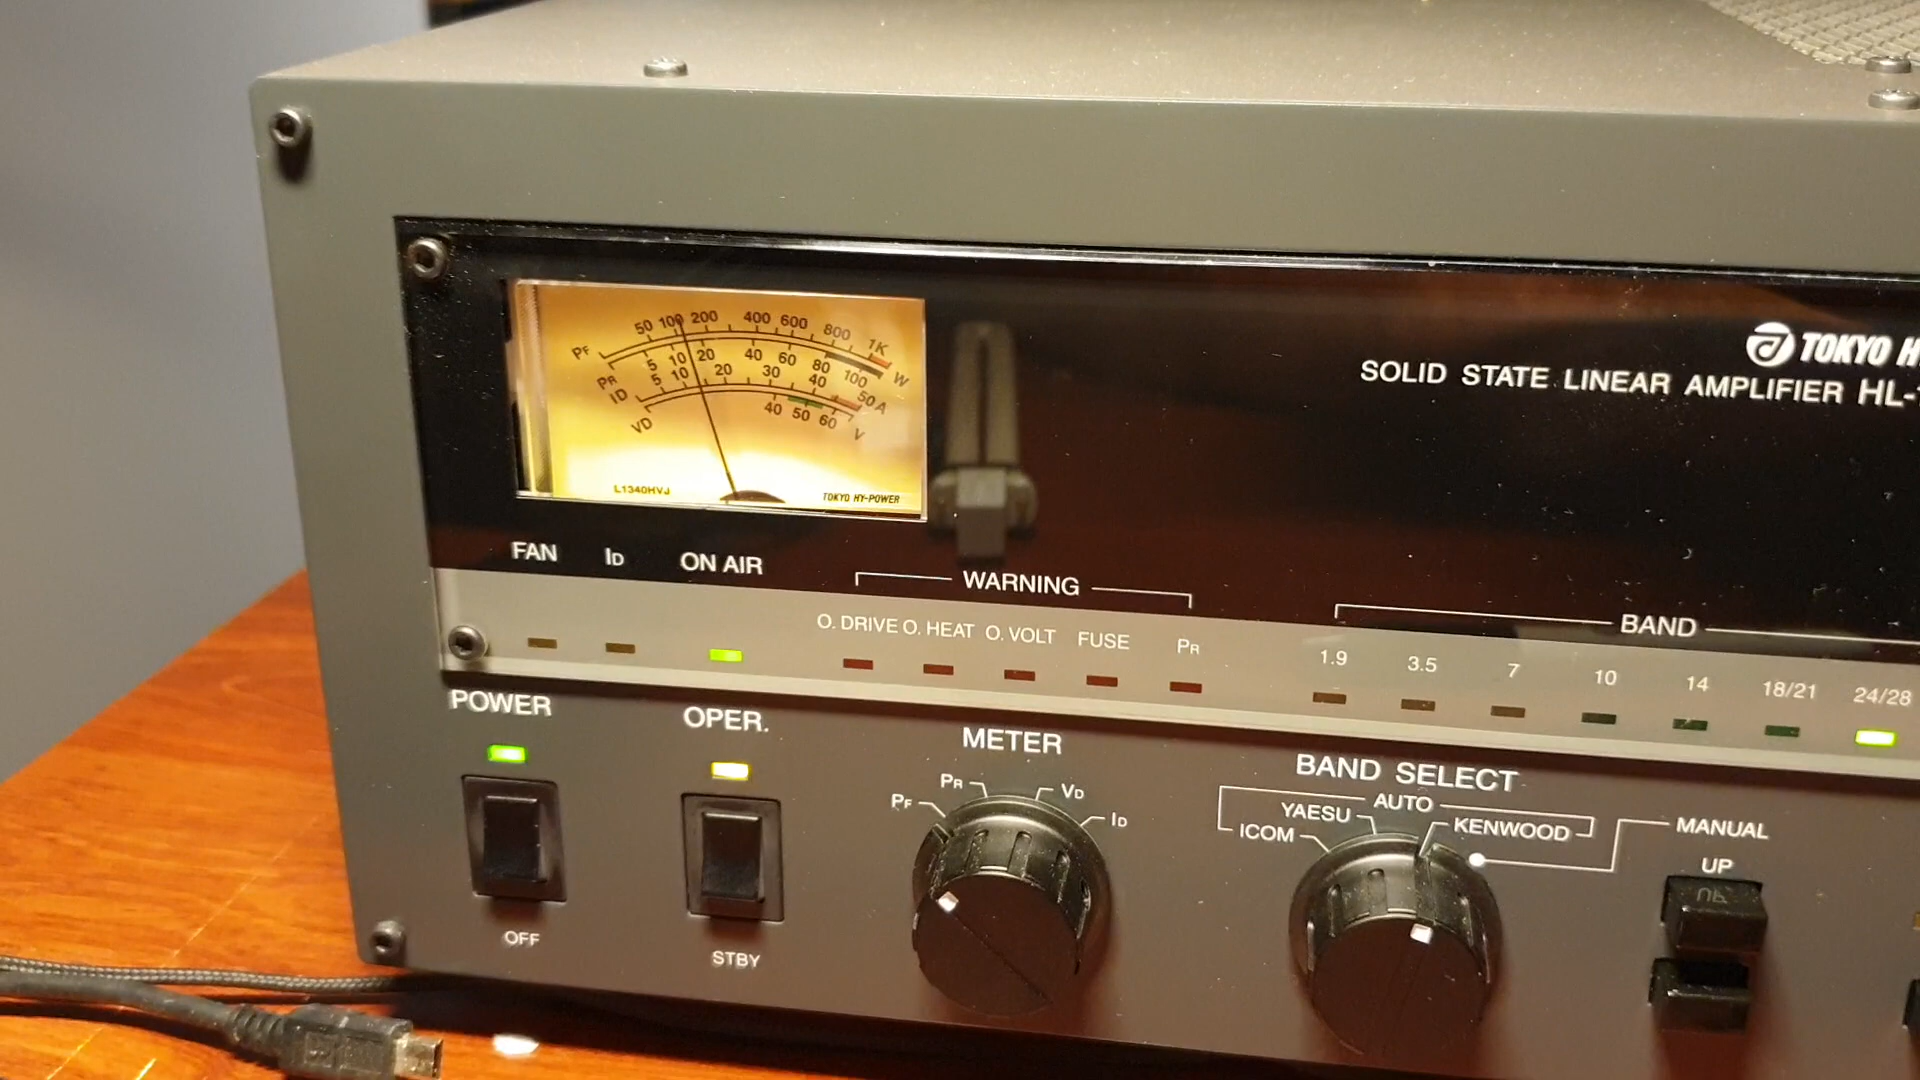 50 100 200 400 600 800 1K
PF
5 10 20 40 60 80 100 W
PR
5 10 20 30 40 50A
ID
40 50 60 V
VD
L1340HVJ
TOKYO HY-POWER
TOKYO
SOLID STATE LINEAR AMPLIFIER HL-
FAN ID ON AIR
WARNING
BAND
O. DRIVE O. HEAT O. VOLT FUSE PR
1.9 3.5 7 10 14 18/21 24/28
POWER
OPER.
METER
BAND SELECT
PF PR VD ID
AUTO
ICOM YAESU KENWOOD
MANUAL
UP
OFF
STBY